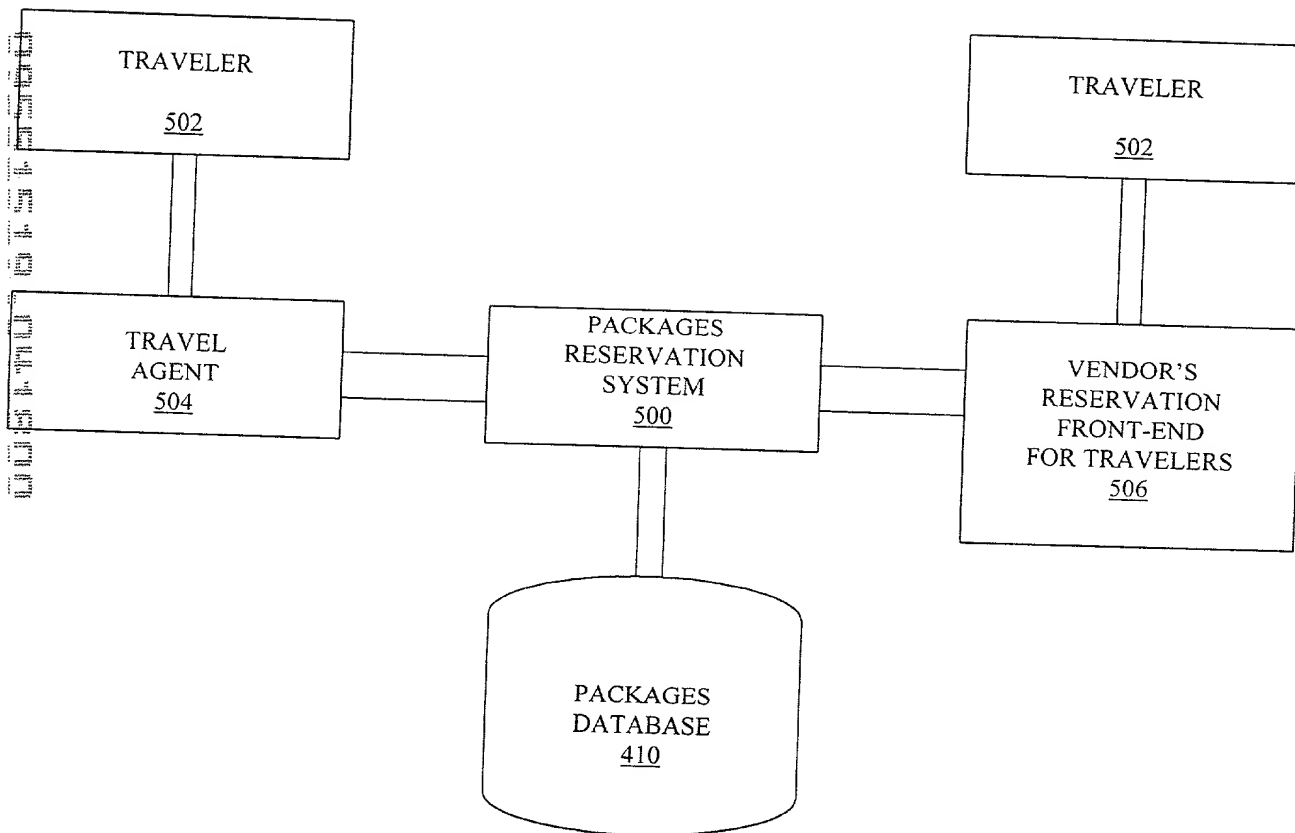 TRAVELER
502
TRAVELER
502
TRAVEL
AGENT
504
PACKAGES
RESERVATION
SYSTEM
500
VENDOR'S
RESERVATION
FRONT-END
FOR TRAVELERS
506
PACKAGES
DATABASE
410